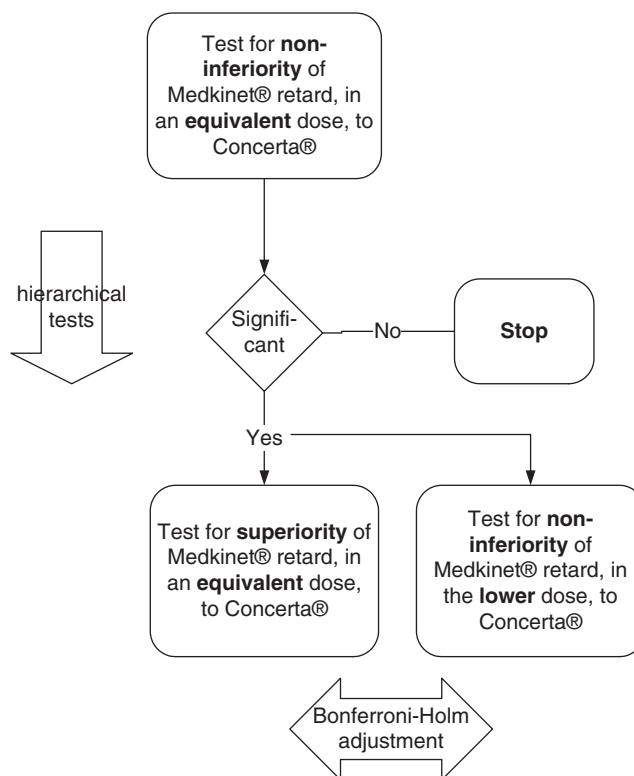 Test for non-
inferiority of
Medkinet® retard, in
an equivalent dose, to
Concerta®
hierarchical
tests
Signifi-
cant
No
Stop
Yes
Test for superiority of
Medkinet® retard, in
an equivalent dose,
to Concerta®
Test for non-
inferiority of
Medkinet® retard, in
the lower dose, to
Concerta®
Bonferroni-Holm
adjustment